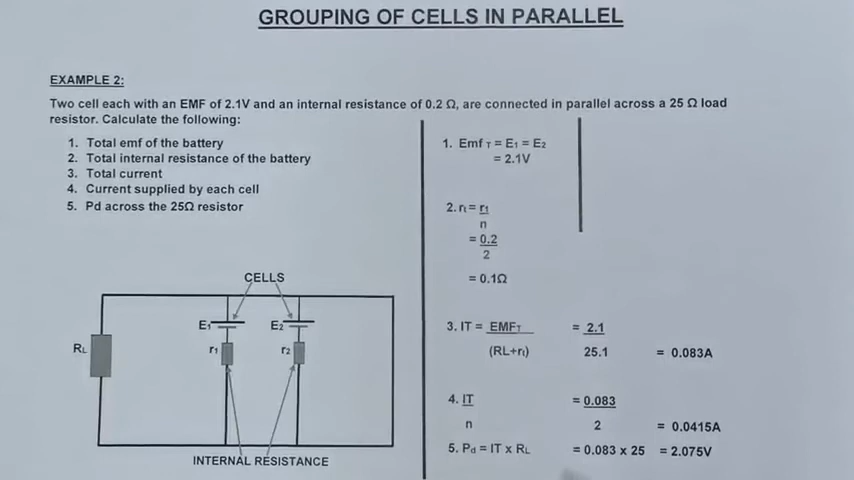 GROUPING OF CELLS IN PARALLEL
EXAMPLE 2:
Two cell each with an EMF of 2.1V and an internal resistance of 0.2 Ω, are connected in parallel across a 25 Ω load
resistor. Calculate the following:
1. Total emf of the battery
2. Total internal resistance of the battery
3. Total current
4. Current supplied by each cell
5. Pd across the 25Ω resistor
CELLS
E1 E2
RL r1 r2
INTERNAL RESISTANCE
1. Emf T = E1 = E2
= 2.1V
2. rt = r1
n
= 0.2
2
= 0.1Ω
3. IT = EMFT = 2.1
(RL+rt) 25.1 = 0.083A
4. IT = 0.083
n 2 = 0.0415A
5. Pd = IT x RL = 0.083 x 25 = 2.075V